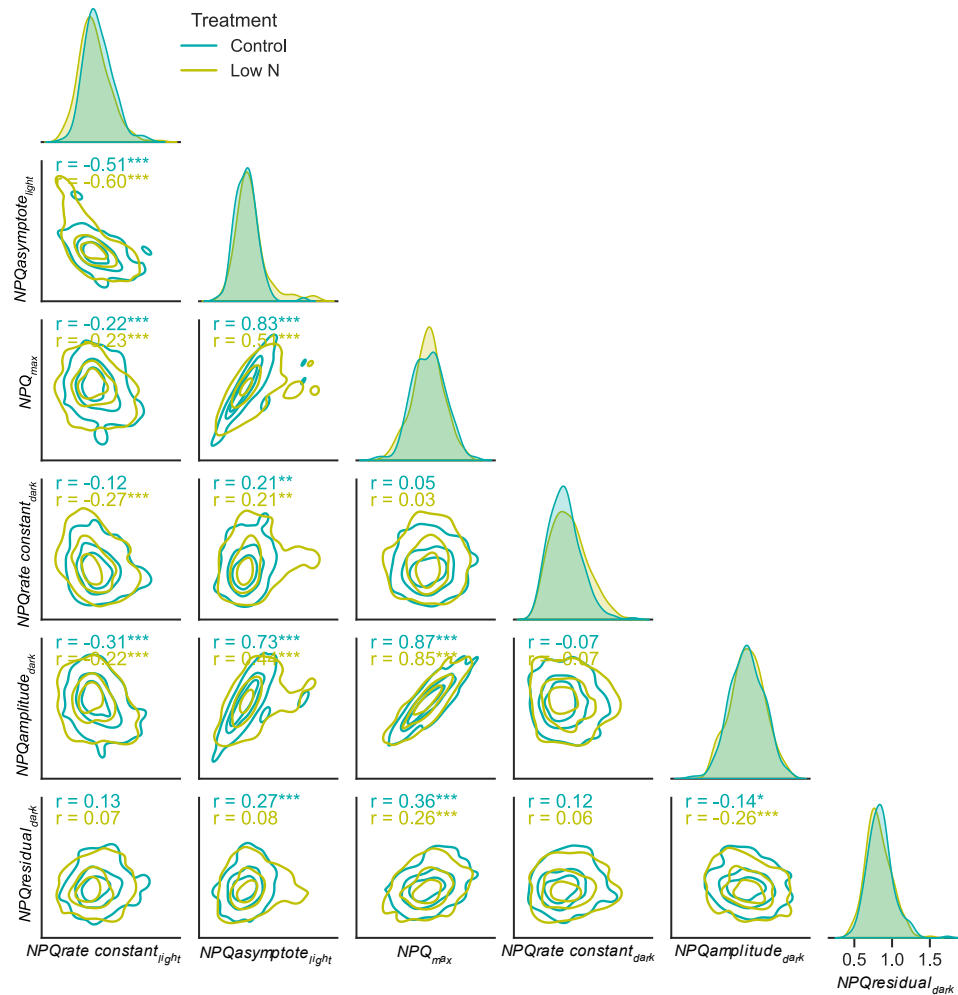 Treatment
Control
Low N
NPQasymptote_light
r = -0.51***
r = -0.60***
NPQ_max
r = -0.22***
r = -0.23***
r = 0.83***
NPQrate constant_dark
r = -0.12
r = -0.27***
r = 0.21**
r = 0.21**
r = 0.05
r = 0.03
NPQamplitude_dark
r = -0.31***
r = -0.22***
r = 0.73***
r = 0.44***
r = 0.87***
r = 0.85***
r = -0.07
r = -0.07
NPQresidual_dark
r = 0.13
r = 0.07
r = 0.27***
r = 0.08
r = 0.36***
r = 0.26***
r = 0.12
r = 0.06
r = -0.14*
r = -0.26***
NPQrate constant_light
NPQasymptote_light
NPQ_max
NPQrate constant_dark
NPQamplitude_dark
0.5 1.0 1.5
NPQresidual_dark